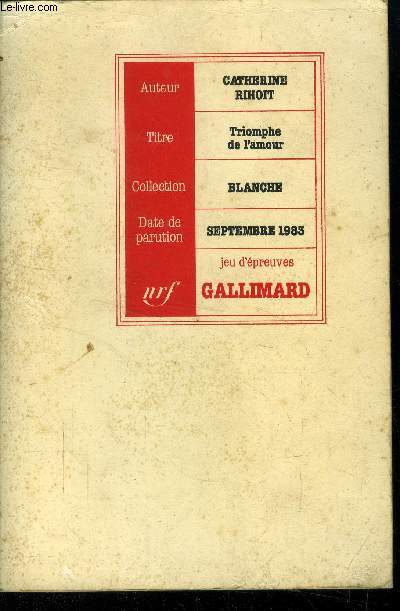 Le-livre.com
Auteur
CATHERINE
RIHOIT
Titre
Triomphe
de l'amour
Collection
BLANCHE
Date de
parution
SEPTEMBRE 1983
jeu d'épreuves
nrf
GALLIMARD